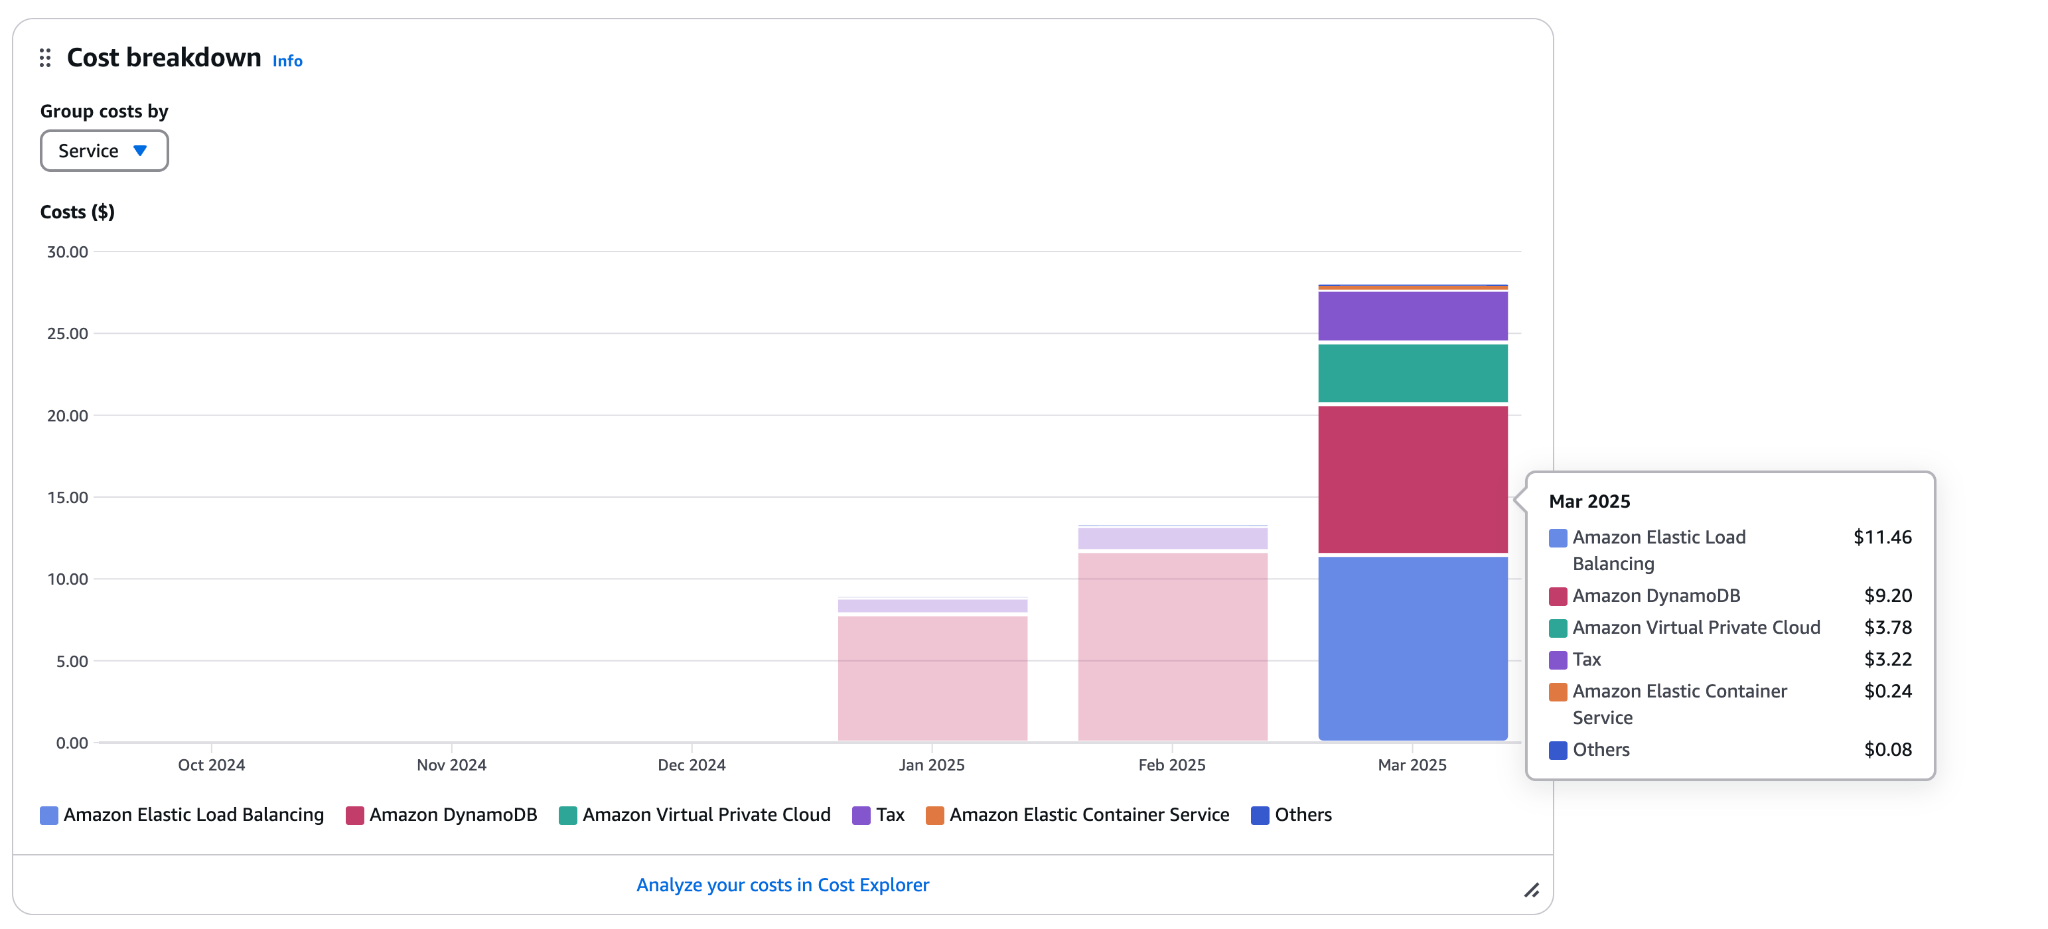 Cost breakdown Info
Group costs by
Service
Costs ($)
30.00
25.00
20.00
15.00
10.00
5.00
0.00
Oct 2024 Nov 2024 Dec 2024 Jan 2025 Feb 2025 Mar 2025
Mar 2025
Amazon Elastic Load $11.46
Balancing
Amazon DynamoDB $9.20
Amazon Virtual Private Cloud $3.78
Tax $3.22
Amazon Elastic Container $0.24
Service
Others $0.08
Amazon Elastic Load Balancing Amazon DynamoDB Amazon Virtual Private Cloud Tax Amazon Elastic Container Service Others
Analyze your costs in Cost Explorer